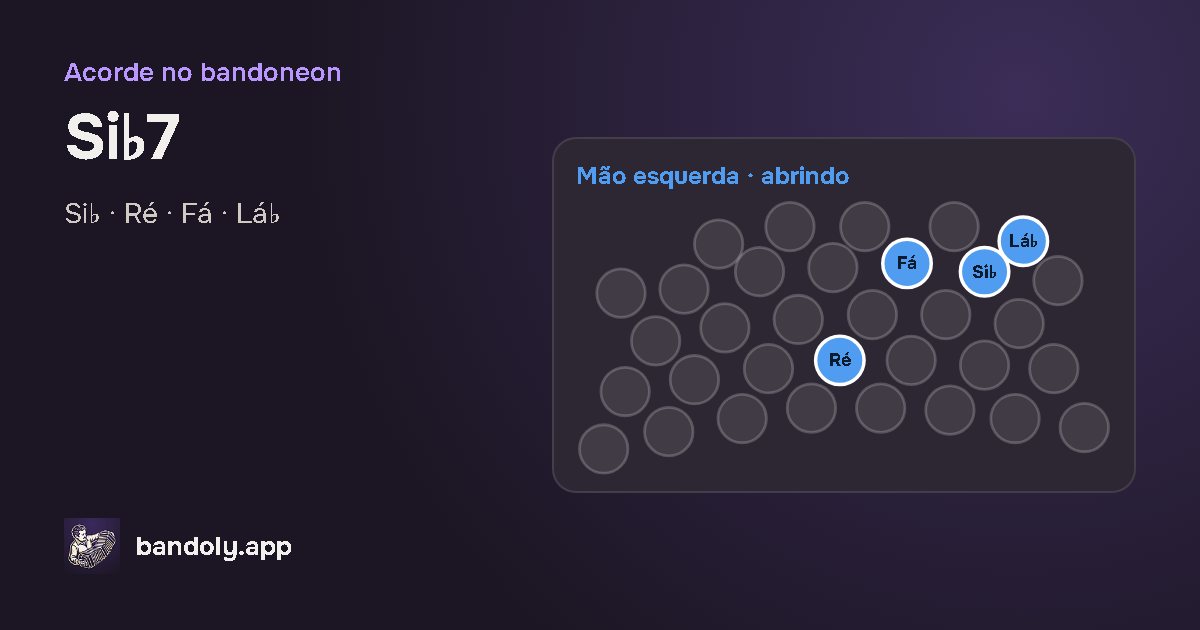 Acorde no bandoneon
Si♭7
Si♭ · Ré · Fá · Lá♭
Mão esquerda · abrindo
Lá♭
Fá
Si♭
Ré
bandoly.app